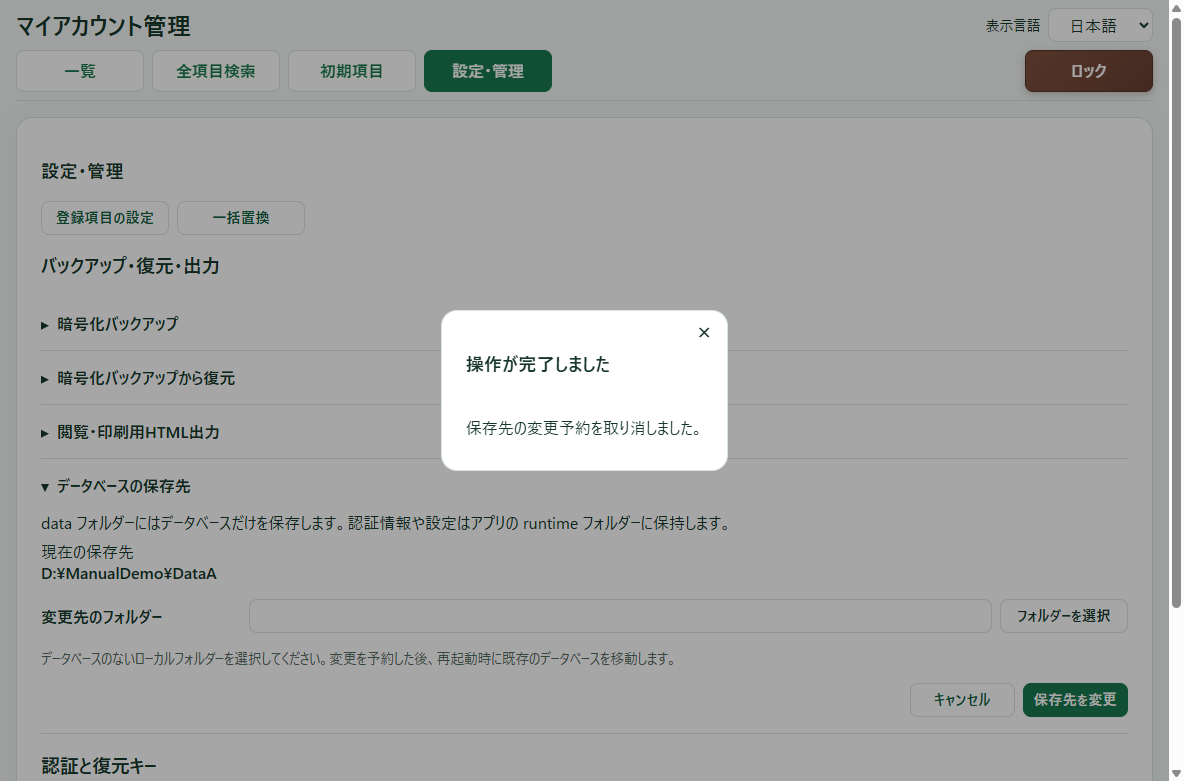 マイアカウント管理
表示言語 日本語
一覧 全項目検索 初期項目 設定・管理 ロック
設定・管理
登録項目の設定 一括置換
バックアップ・復元・出力
▶ 暗号化バックアップ
×
操作が完了しました
▶ 暗号化バックアップから復元
保存先の変更予約を取り消しました。
▶ 閲覧・印刷用HTML出力
▼ データベースの保存先
data フォルダーにはデータベースだけを保存します。認証情報や設定はアプリの runtime フォルダーに保持します。
現在の保存先
D:¥ManualDemo¥DataA
変更先のフォルダー フォルダーを選択
データベースのないローカルフォルダーを選択してください。変更を予約した後、再起動時に既存のデータベースを移動します。
キャンセル 保存先を変更
認証と復元キー